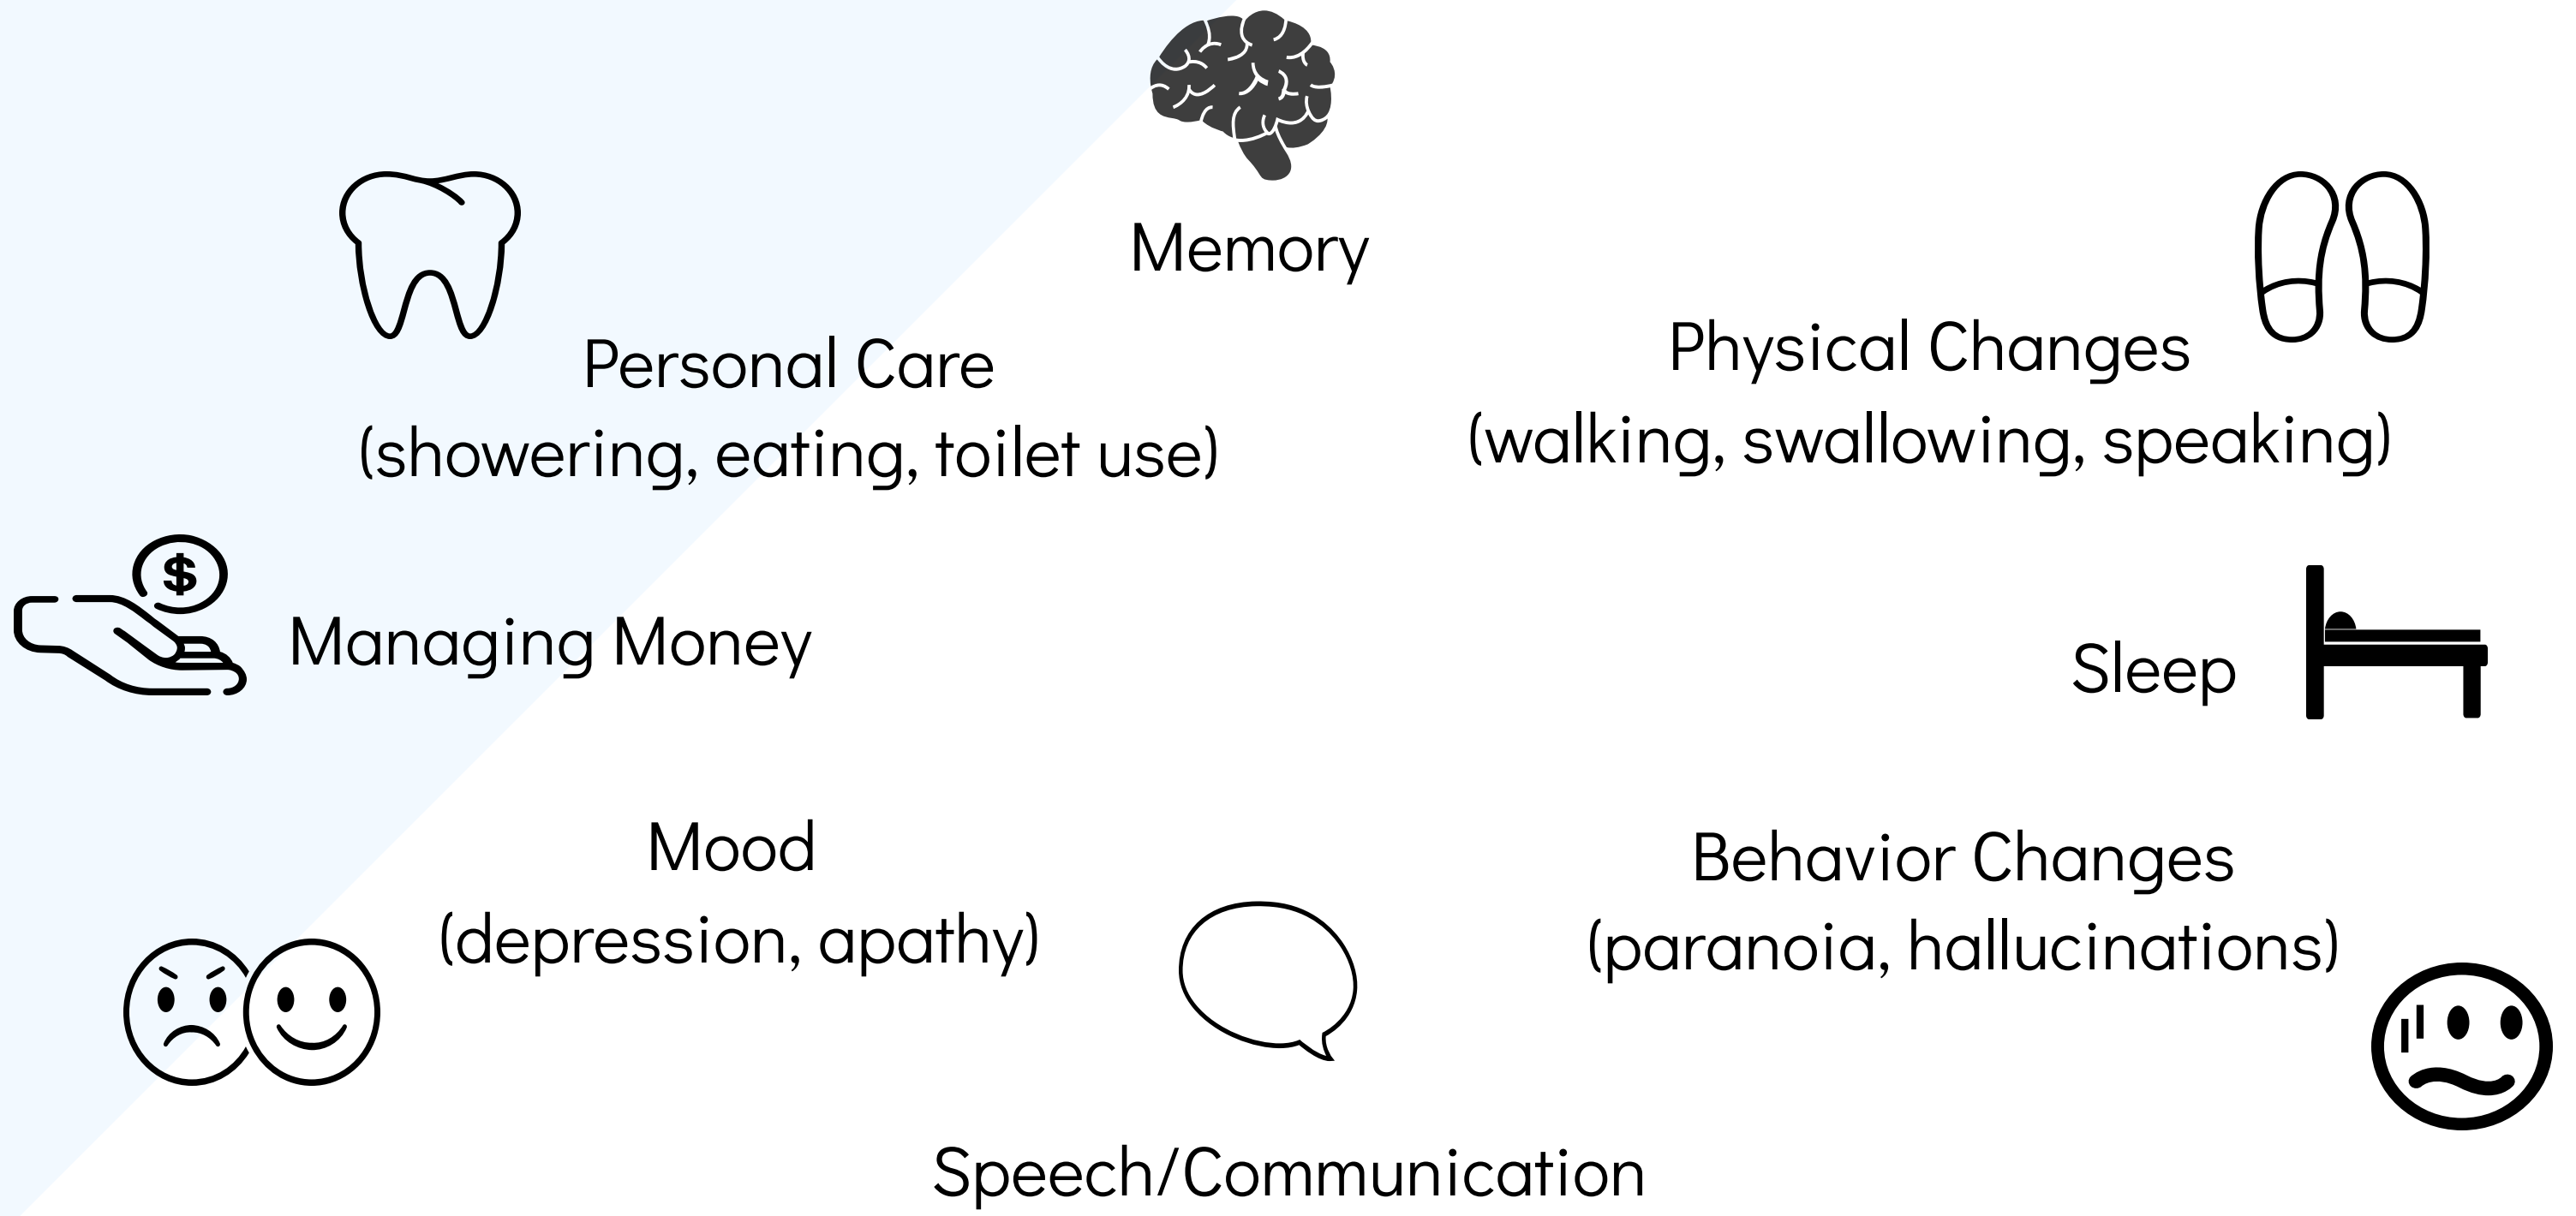 Memory
Personal Care
(showering, eating, toilet use)
Physical Changes
(walking, swallowing, speaking)
$
Managing Money
Sleep
Mood
(depression, apathy)
Behavior Changes
(paranoia, hallucinations)
Speech/Communication